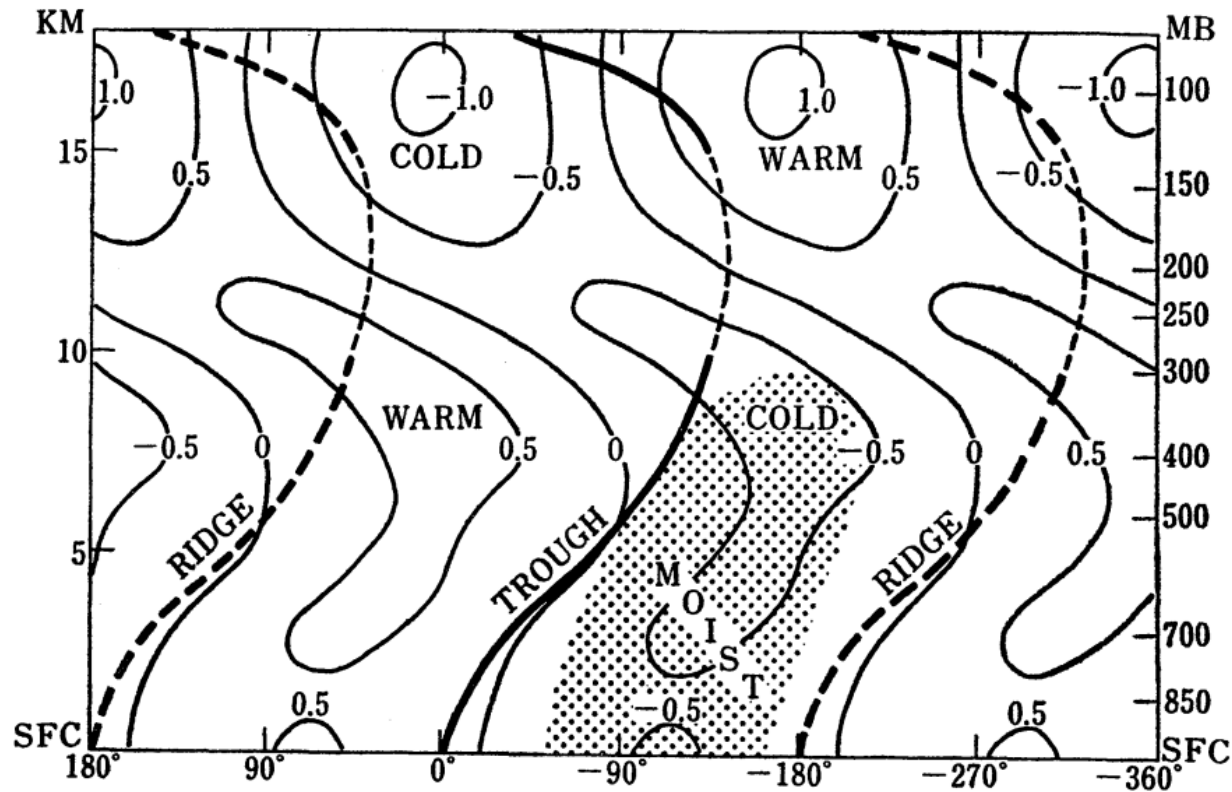 KM MB
1.0 −1.0 1.0 −1.0 100
15 COLD WARM
0.5 −0.5 0.5 −0.5 150
200
250
10 300
WARM COLD
−0.5 0 0.5 0 −0.5 0 0.5 400
RIDGE TROUGH RIDGE 500
5
MOIST
700
0.5 −0.5 0.5 850
SFC SFC
180° 90° 0° −90° −180° −270° −360°